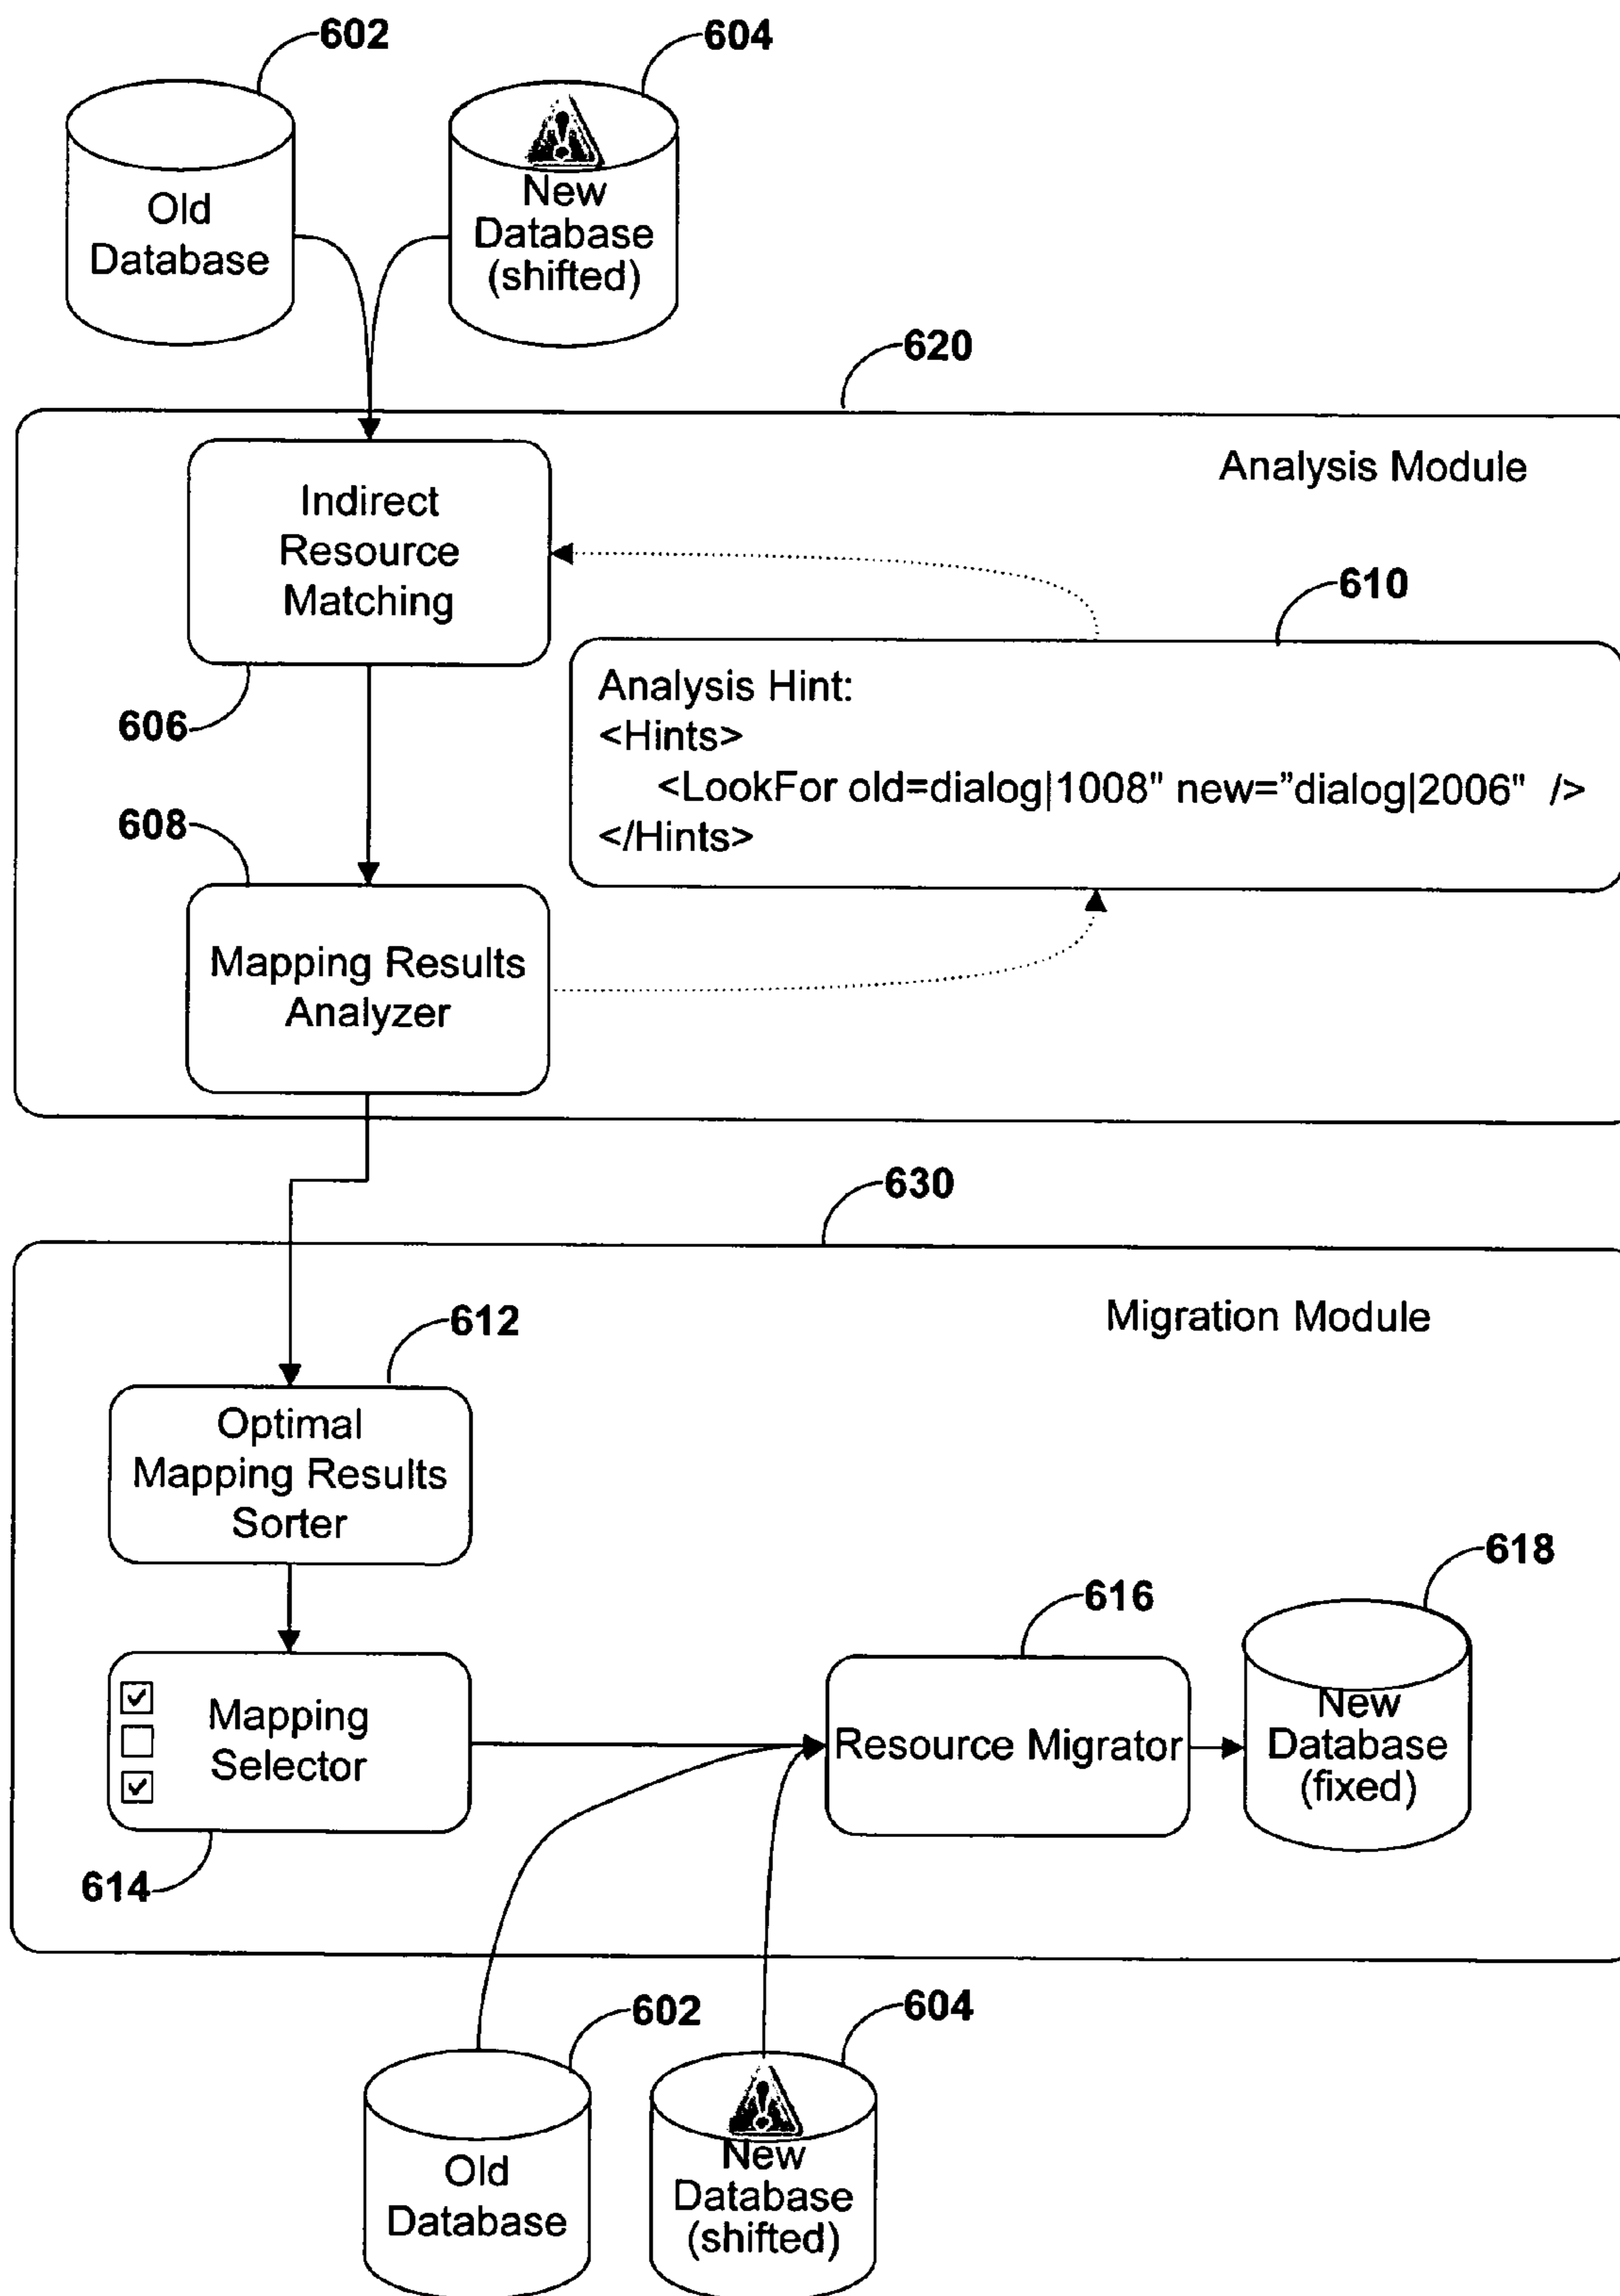 602
604
Old
Database
New
Database
(shifted)
620
Analysis Module
Indirect
Resource
Matching
610
Analysis Hint:
<Hints>
<LookFor old=dialog|1008" new="dialog|2006" />
</Hints>
606
608
Mapping Results
Analyzer
630
Migration Module
612
Optimal
Mapping Results
Sorter
618
616
Mapping
Selector
Resource Migrator
New
Database
(fixed)
614
602
604
Old
Database
New
Database
(shifted)